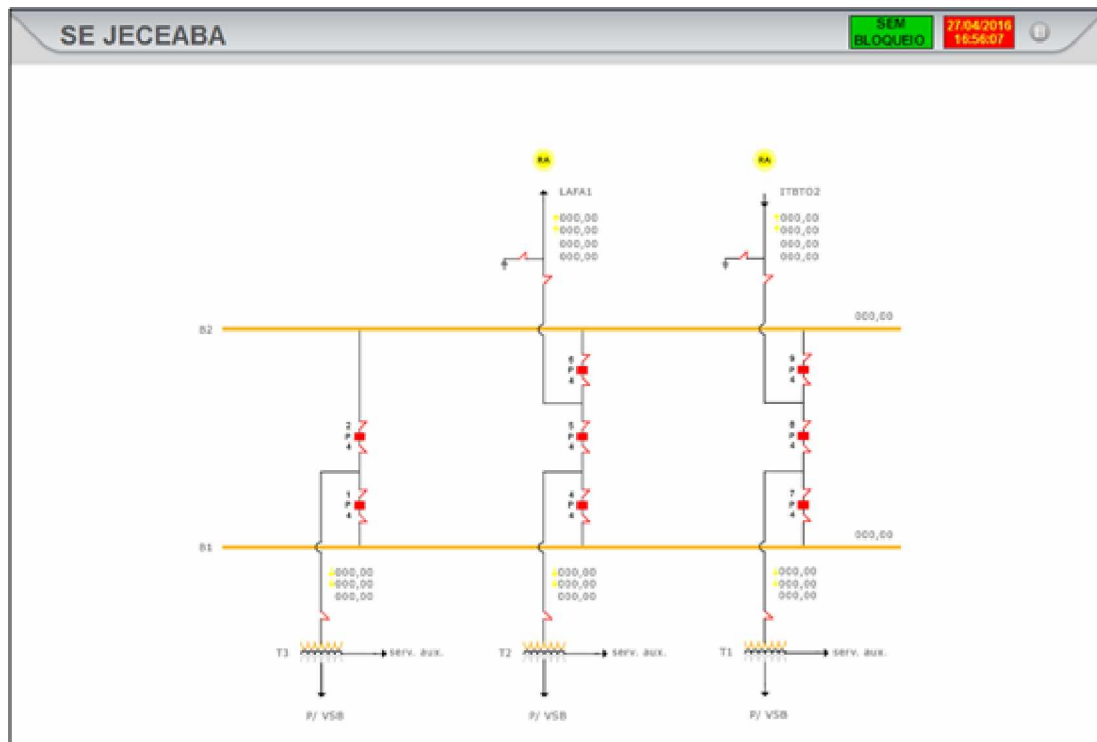 SE JECEABA
SEM
BLOQUEIO
27/04/2016
16:56:07
RA
RA
LAFA1
ITBTO2
000,00
000,00
000,00
000,00
000,00
000,00
000,00
000,00
B2
000,00
6
P
4
9
P
4
2
P
4
5
P
4
8
P
4
1
P
4
4
P
4
7
P
4
B1
000,00
000,00
000,00
000,00
000,00
000,00
000,00
000,00
000,00
000,00
T3
serv. aux.
T2
serv. aux.
T1
serv. aux.
P/ VSB
P/ VSB
P/ VSB